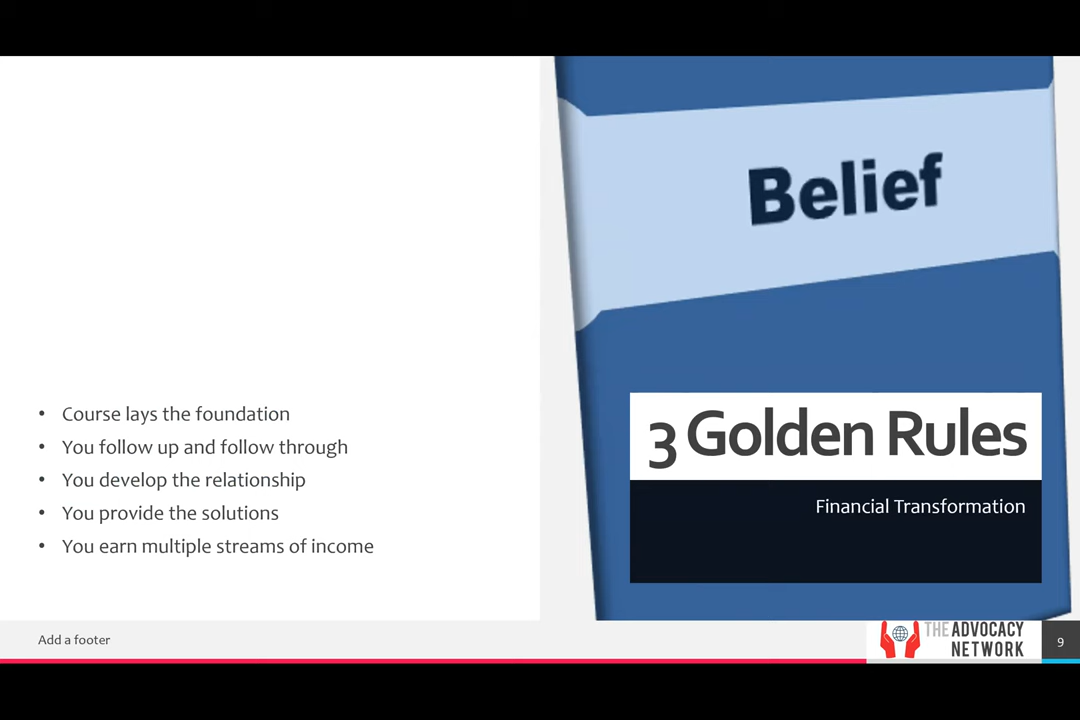 Belief
3 Golden Rules
Financial Transformation
• Course lays the foundation
• You follow up and follow through
• You develop the relationship
• You provide the solutions
• You earn multiple streams of income
Add a footer
THE ADVOCACY
NETWORK
9